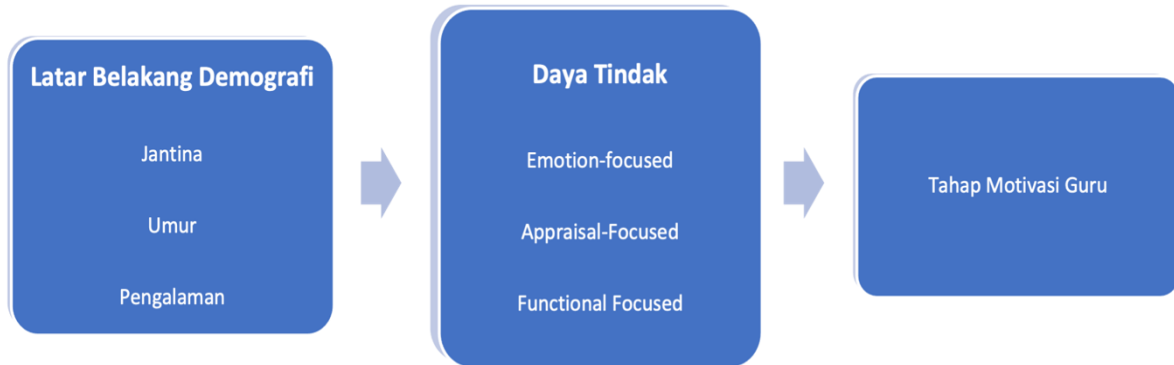 Latar Belakang Demografi
Jantina
Umur
Pengalaman
Daya Tindak
Emotion-focused
Appraisal-Focused
Functional Focused
Tahap Motivasi Guru